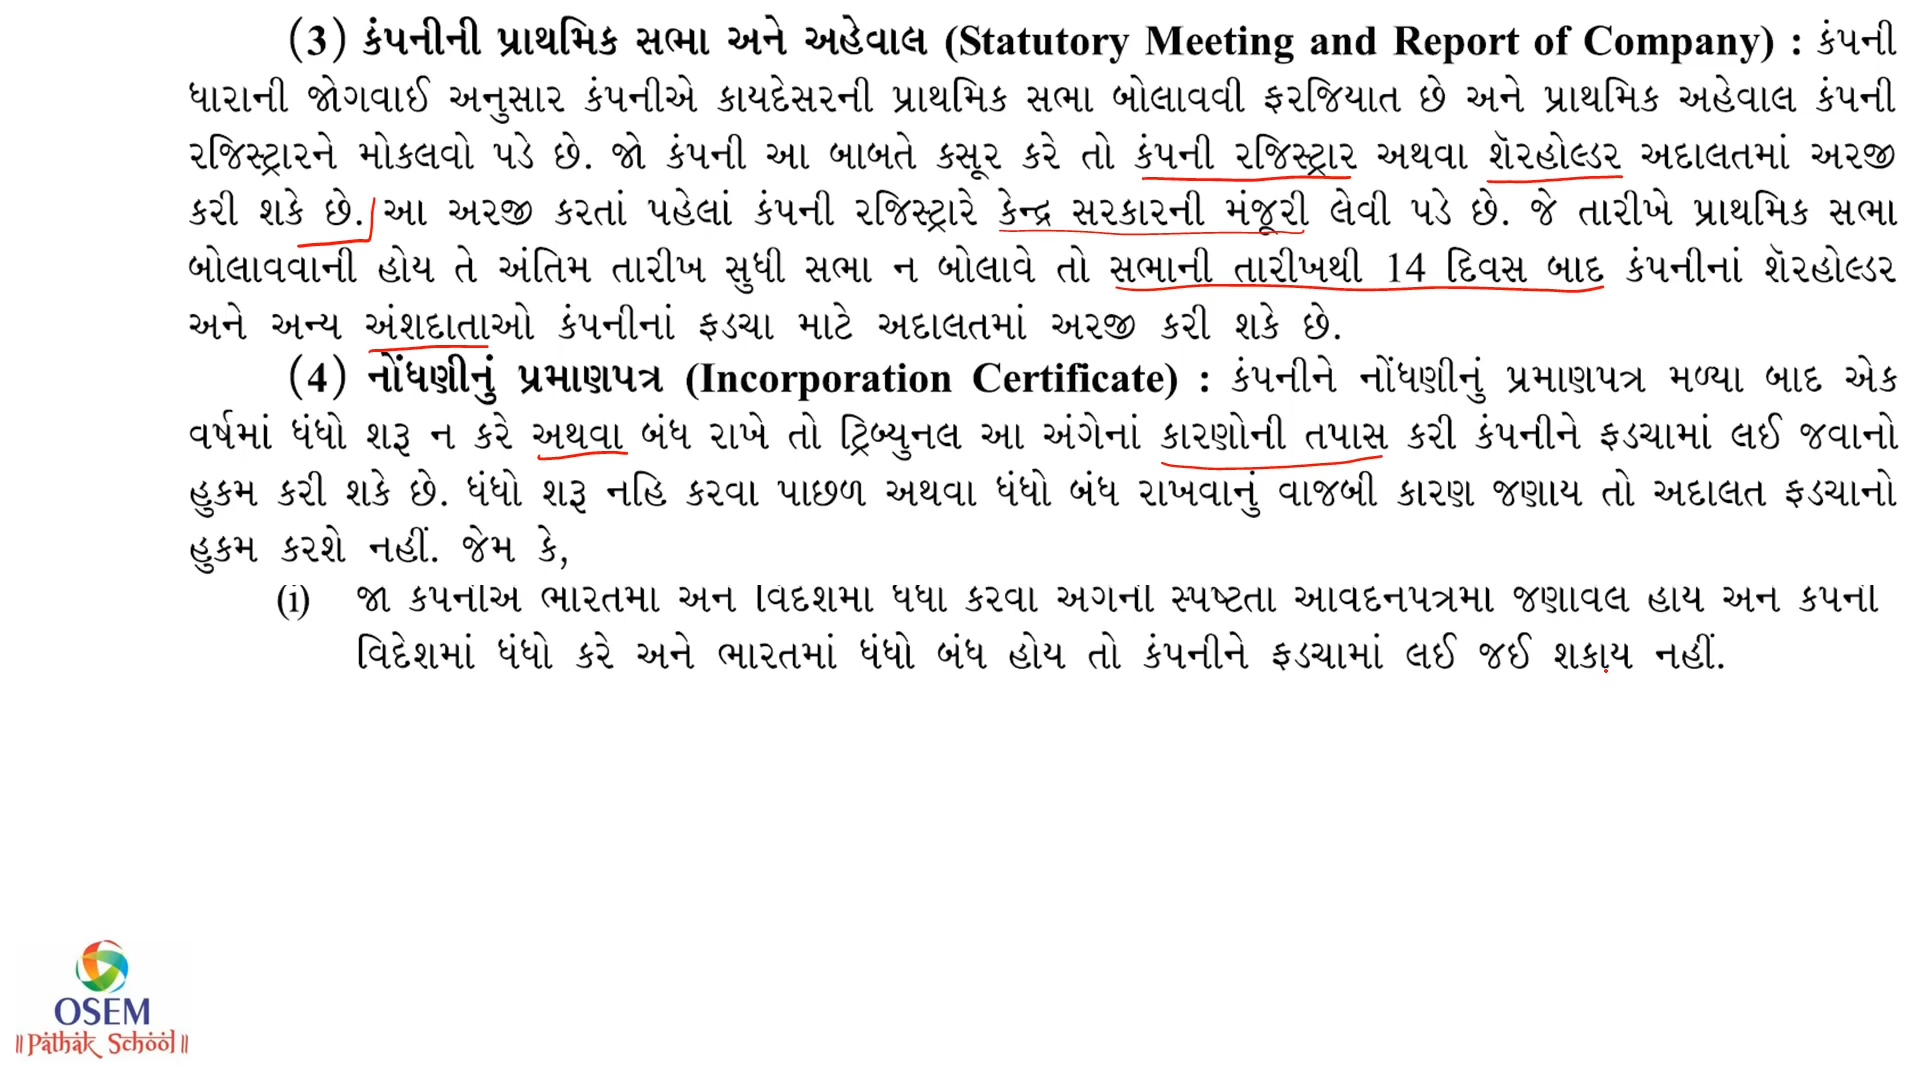 (3) કંપનીની પ્રાથમિક સભા અને અહેવાલ (Statutory Meeting and Report of Company) : કંપની
ધારાની જોગવાઈ અનુસાર કંપનીએ કાયદેસરની પ્રાથમિક સભા બોલાવવી ફરજિયાત છે અને પ્રાથમિક અહેવાલ કંપની
રજિસ્ટ્રારને મોકલવો પડે છે. જો કંપની આ બાબતે કસૂર કરે તો કંપની રજિસ્ટ્રાર અથવા શૅરહોલ્ડર અદાલતમાં અરજી
કરી શકે છે. આ અરજી કરતાં પહેલાં કંપની રજિસ્ટ્રારે કેન્દ્ર સરકારની મંજૂરી લેવી પડે છે. જે તારીખે પ્રાથમિક સભા
બોલાવવાની હોય તે અંતિમ તારીખ સુધી સભા ન બોલાવે તો સભાની તારીખથી 14 દિવસ બાદ કંપનીનાં શૅરહોલ્ડર
અને અન્ય અંશદાતાઓ કંપનીનાં ફડચા માટે અદાલતમાં અરજી કરી શકે છે.
(4) નોંધણીનું પ્રમાણપત્ર (Incorporation Certificate) : કંપનીને નોંધણીનું પ્રમાણપત્ર મળ્યા બાદ એક
વર્ષમાં ધંધો શરૂ ન કરે અથવા બંધ રાખે તો ટ્રિબ્યુનલ આ અંગેનાં કારણોની તપાસ કરી કંપનીને ફડચામાં લઈ જવાનો
હુકમ કરી શકે છે. ધંધો શરૂ નહિ કરવા પાછળ અથવા ધંધો બંધ રાખવાનું વાજબી કારણ જણાય તો અદાલત ફડચાનો
હુકમ કરશે નહીં. જેમ કે,
(i) જો કંપનીએ ભારતમાં અને વિદેશમાં ધંધો કરવા અંગેની સ્પષ્ટતા આવેદનપત્રમાં જણાવેલ હોય અને કંપની
વિદેશમાં ધંધો કરે અને ભારતમાં ધંધો બંધ હોય તો કંપનીને ફડચામાં લઈ જઈ શકાય નહીં.
OSEM
॥Pathak School॥